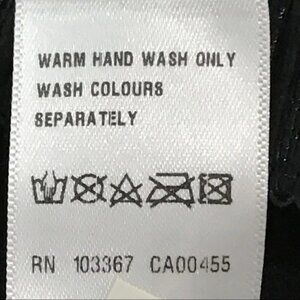 WARM HAND WASH ONLY
WASH COLOURS
SEPARATELY
RN 103367 CA00455